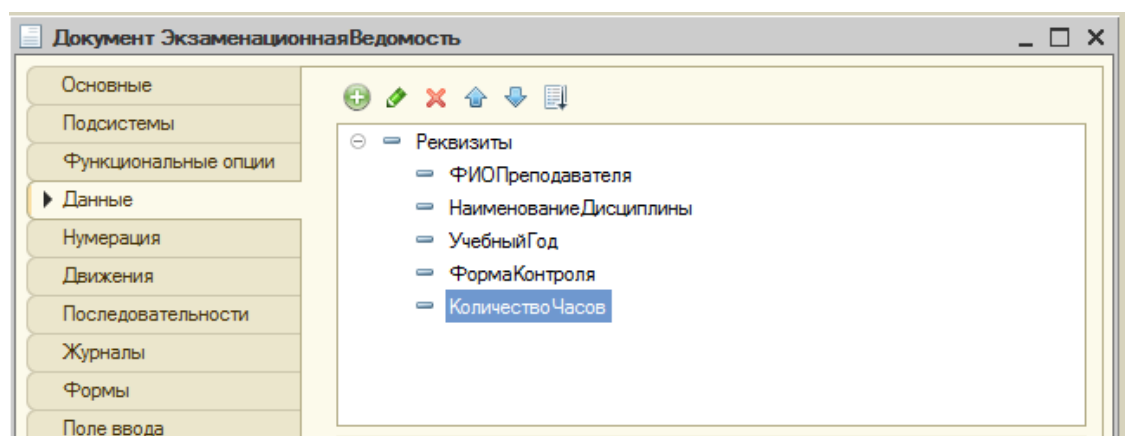 Документ ЭкзаменационнаяВедомость
Основные
Подсистемы
Функциональные опции
Данные
Нумерация
Движения
Последовательности
Журналы
Формы
Поле ввода
Реквизиты
ФИОПреподавателя
НаименованиеДисциплины
УчебныйГод
ФормаКонтроля
КоличествоЧасов